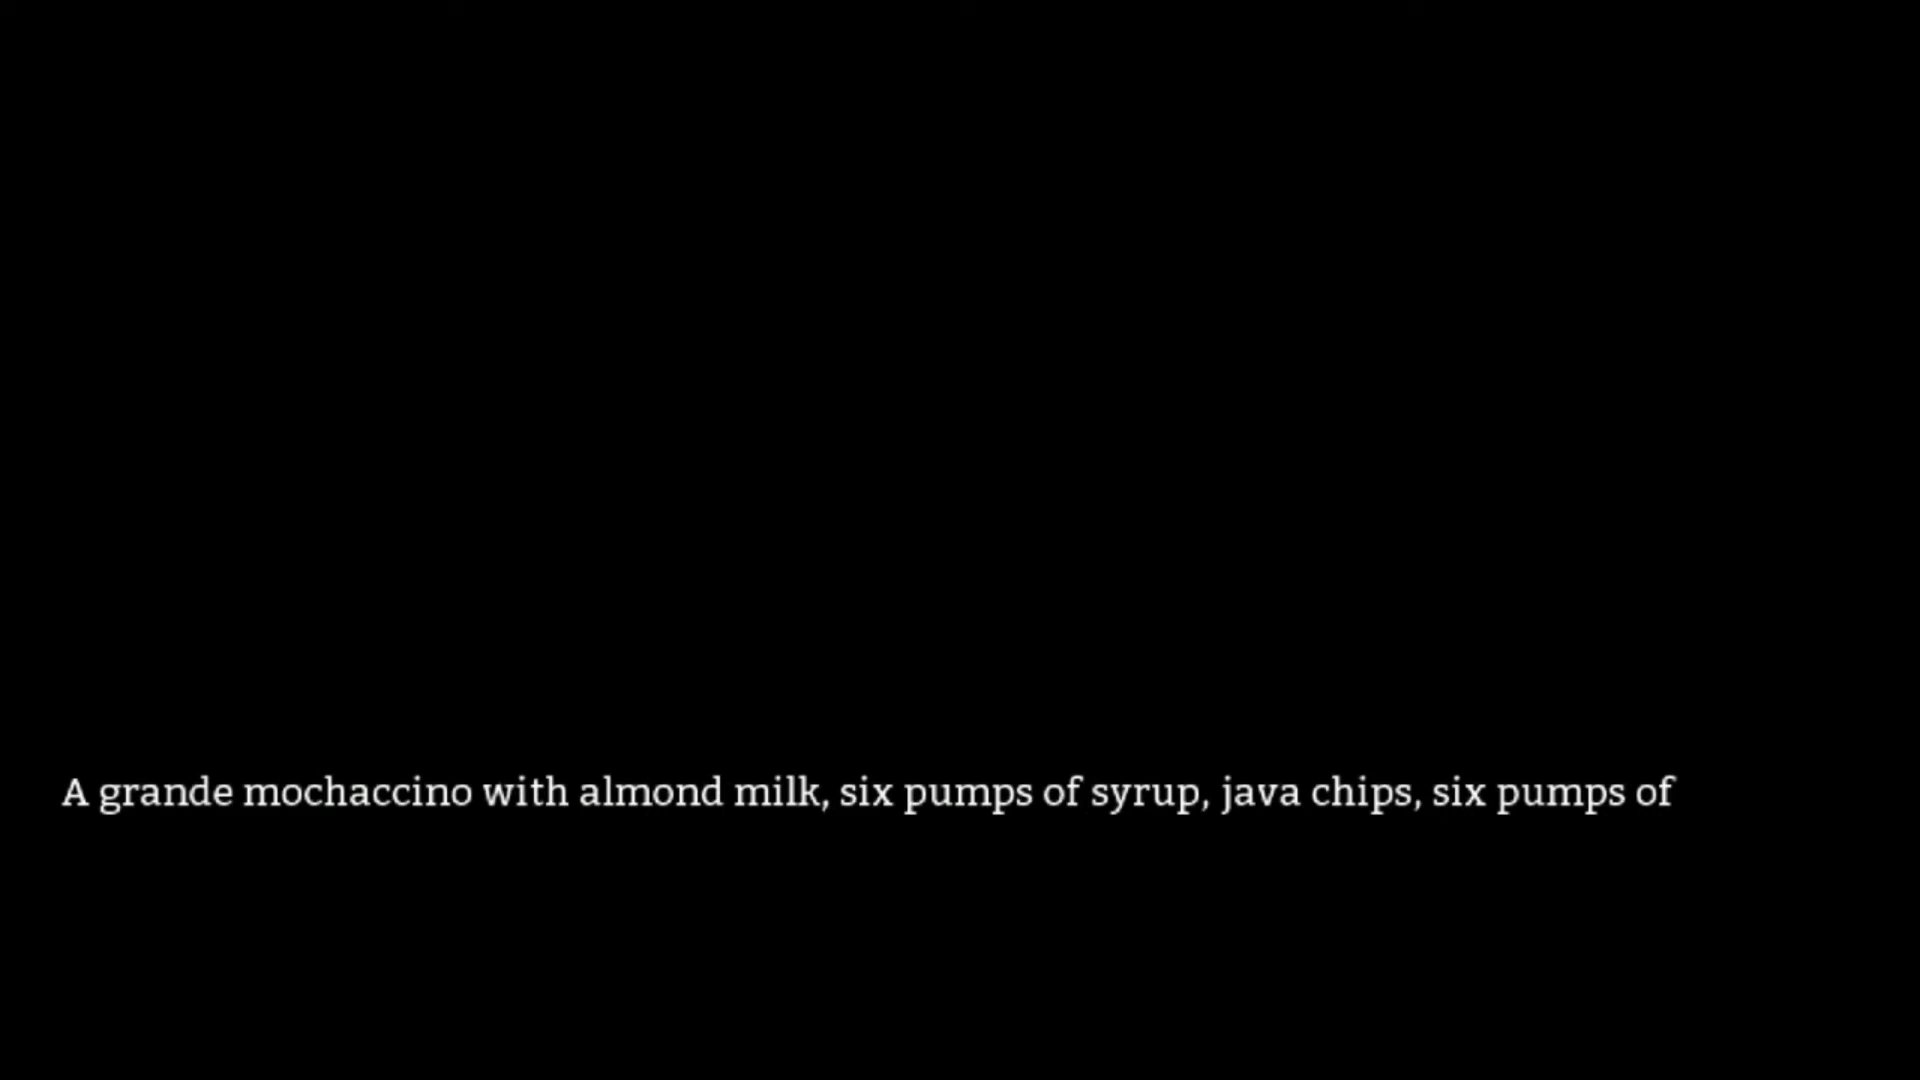 A grande mochaccino with almond milk, six pumps of syrup, java chips, six pumps of